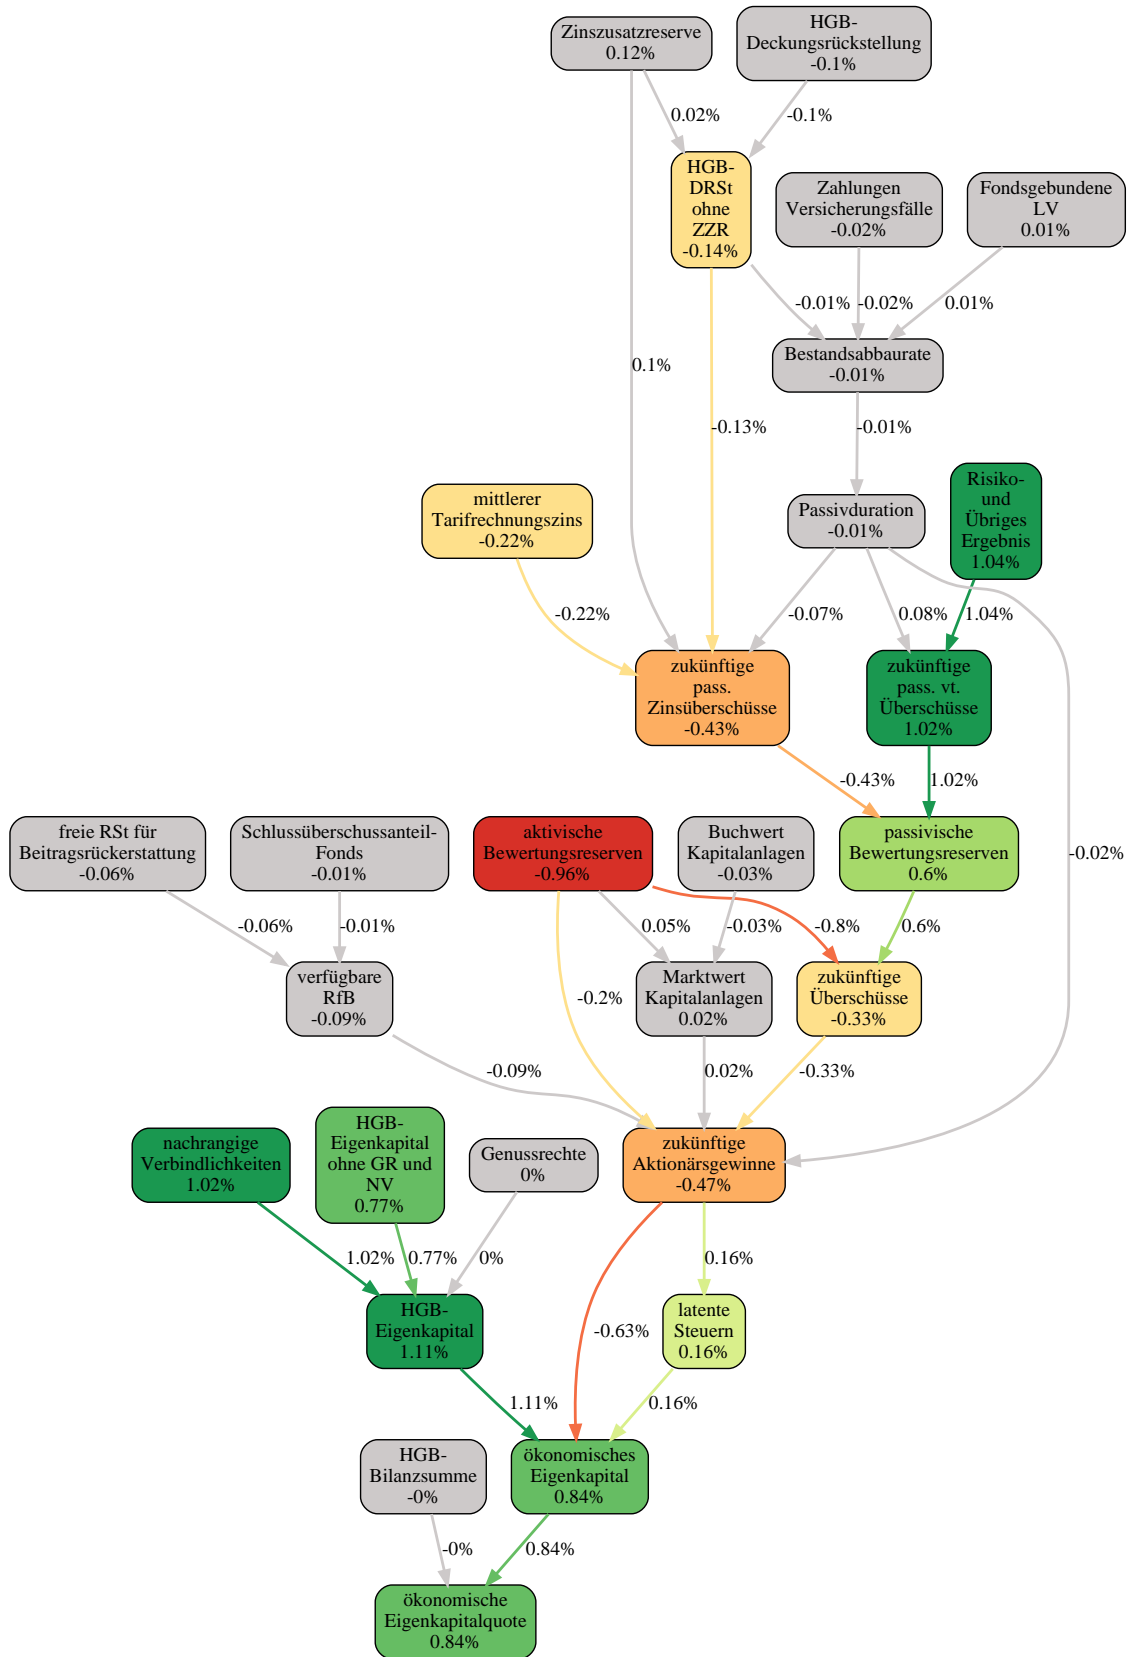 Zinszusatzreserve
0.12%
HGB-
Deckungsrückstellung
-0.1%
0.02%
-0.1%
HGB-
DRSt
ohne
ZZR
-0.14%
Zahlungen
Versicherungsfälle
-0.02%
Fondsgebundene
LV
0.01%
-0.01%
-0.02%
0.01%
Bestandsabbaurate
-0.01%
0.1%
-0.13%
-0.01%
mittlerer
Tarifrechnungszins
-0.22%
Passivduration
-0.01%
Risiko-
und
Übriges
Ergebnis
1.04%
-0.22%
-0.07%
0.08%
1.04%
zukünftige
pass.
Zinsüberschüsse
-0.43%
zukünftige
pass. vt.
Überschüsse
1.02%
-0.43%
1.02%
freie RSt für
Beitragsrückerstattung
-0.06%
Schlussüberschussanteil-
Fonds
-0.01%
aktivische
Bewertungsreserven
-0.96%
Buchwert
Kapitalanlagen
-0.03%
passivische
Bewertungsreserven
0.6%
-0.02%
-0.06%
-0.01%
0.05%
-0.03%
-0.8%
0.6%
verfügbare
RfB
-0.09%
-0.2%
Marktwert
Kapitalanlagen
0.02%
zukünftige
Überschüsse
-0.33%
-0.09%
0.02%
-0.33%
nachrangige
Verbindlichkeiten
1.02%
HGB-
Eigenkapital
ohne GR und
NV
0.77%
Genussrechte
0%
zukünftige
Aktionärsgewinne
-0.47%
1.02%
0.77%
0%
0.16%
HGB-
Eigenkapital
1.11%
-0.63%
latente
Steuern
0.16%
1.11%
0.16%
HGB-
Bilanzsumme
-0%
ökonomisches
Eigenkapital
0.84%
-0%
0.84%
ökonomische
Eigenkapitalquote
0.84%